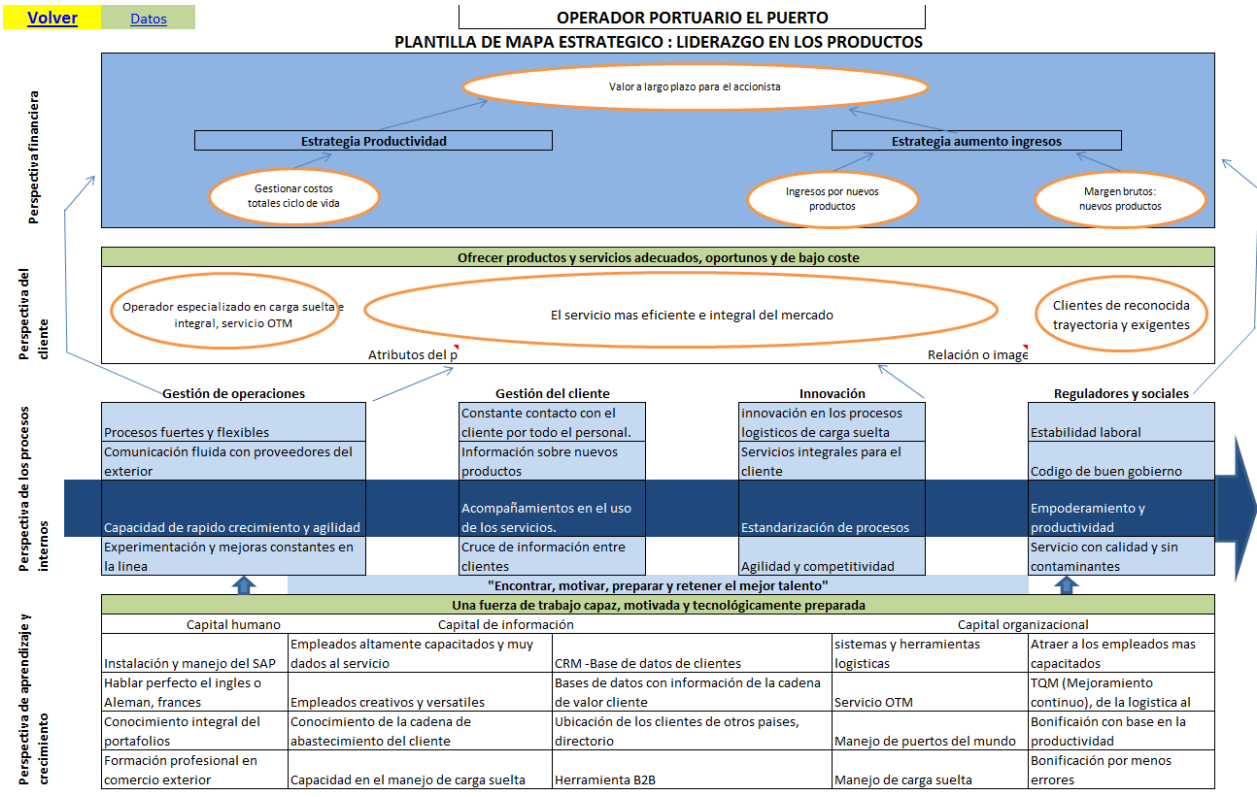 Volver
Datos
OPERADOR PORTUARIO EL PUERTO
PLANTILLA DE MAPA ESTRATEGICO : LIDERAZGO EN LOS PRODUCTOS
Perspectiva financiera
Valor a largo plazo para el accionista
Estrategia Productividad
Estrategia aumento ingresos
Gestionar costos
totales ciclo de vida
Ingresos por nuevos
productos
Margen brutos:
nuevos productos
Perspectiva del
cliente
Ofrecer productos y servicios adecuados, oportunos y de bajo coste
Operador especializado en carga suelta e
integral, servicio OTM
El servicio mas eficiente e integral del mercado
Clientes de reconocida
trayectoria y exigentes
Atributos del p
Relación o image
Perspectiva de los procesos
internos
Gestión de operaciones
Gestión del cliente
Innovación
Reguladores y sociales
Procesos fuertes y flexibles
Constante contacto con el
cliente por todo el personal.
innovación en los procesos
logisticos de carga suelta
Estabilidad laboral
Comunicación fluida con proveedores del
exterior
Información sobre nuevos
productos
Servicios integrales para el
cliente
Codigo de buen gobierno
Capacidad de rapido crecimiento y agilidad
Acompañamientos en el uso
de los servicios.
Estandarización de procesos
Empoderamiento y
productividad
Experimentación y mejoras constantes en
la linea
Cruce de información entre
clientes
Agilidad y competitividad
Servicio con calidad y sin
contaminantes
"Encontrar, motivar, preparar y retener el mejor talento"
Perspectiva de aprendizaje y
crecimiento
Una fuerza de trabajo capaz, motivada y tecnológicamente preparada
Capital humano
Capital de información
Capital organizacional
Instalación y manejo del SAP
Empleados altamente capacitados y muy
dados al servicio
CRM -Base de datos de clientes
sistemas y herramientas
logisticas
Atraer a los empleados mas
capacitados
Hablar perfecto el ingles o
Aleman, frances
Empleados creativos y versatiles
Bases de datos con información de la cadena
de valor cliente
Servicio OTM
TQM (Mejoramiento
continuo), de la logistica al
Conocimiento integral del
portafolios
Conocimiento de la cadena de
abastecimiento del cliente
Ubicación de los clientes de otros paises,
directorio
Manejo de puertos del mundo
Bonificaión con base en la
productividad
Formación profesional en
comercio exterior
Capacidad en el manejo de carga suelta
Herramienta B2B
Manejo de carga suelta
Bonificación por menos
errores